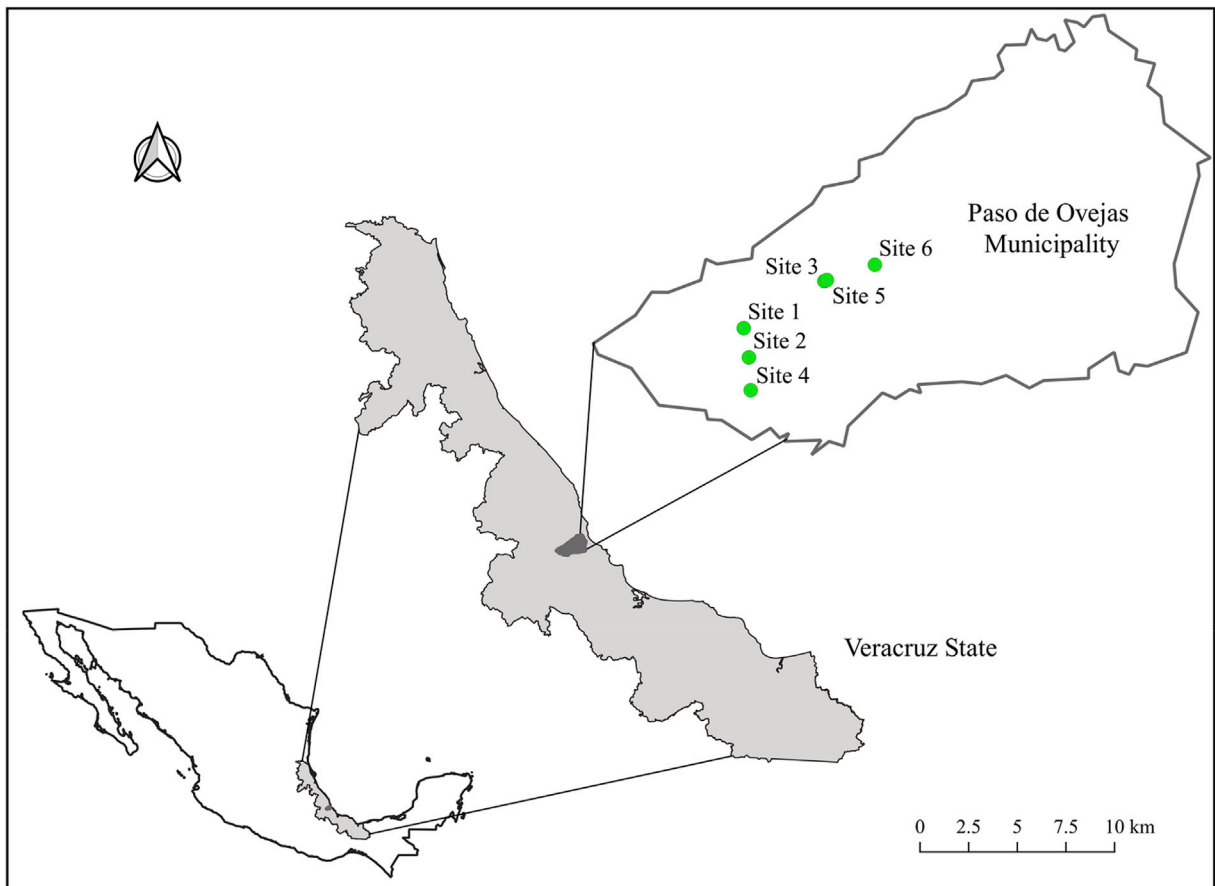 Paso de Ovejas
Municipality
Site 6
Site 3
Site 5
Site 1
Site 2
Site 4
Veracruz State
0 2.5 5 7.5 10 km